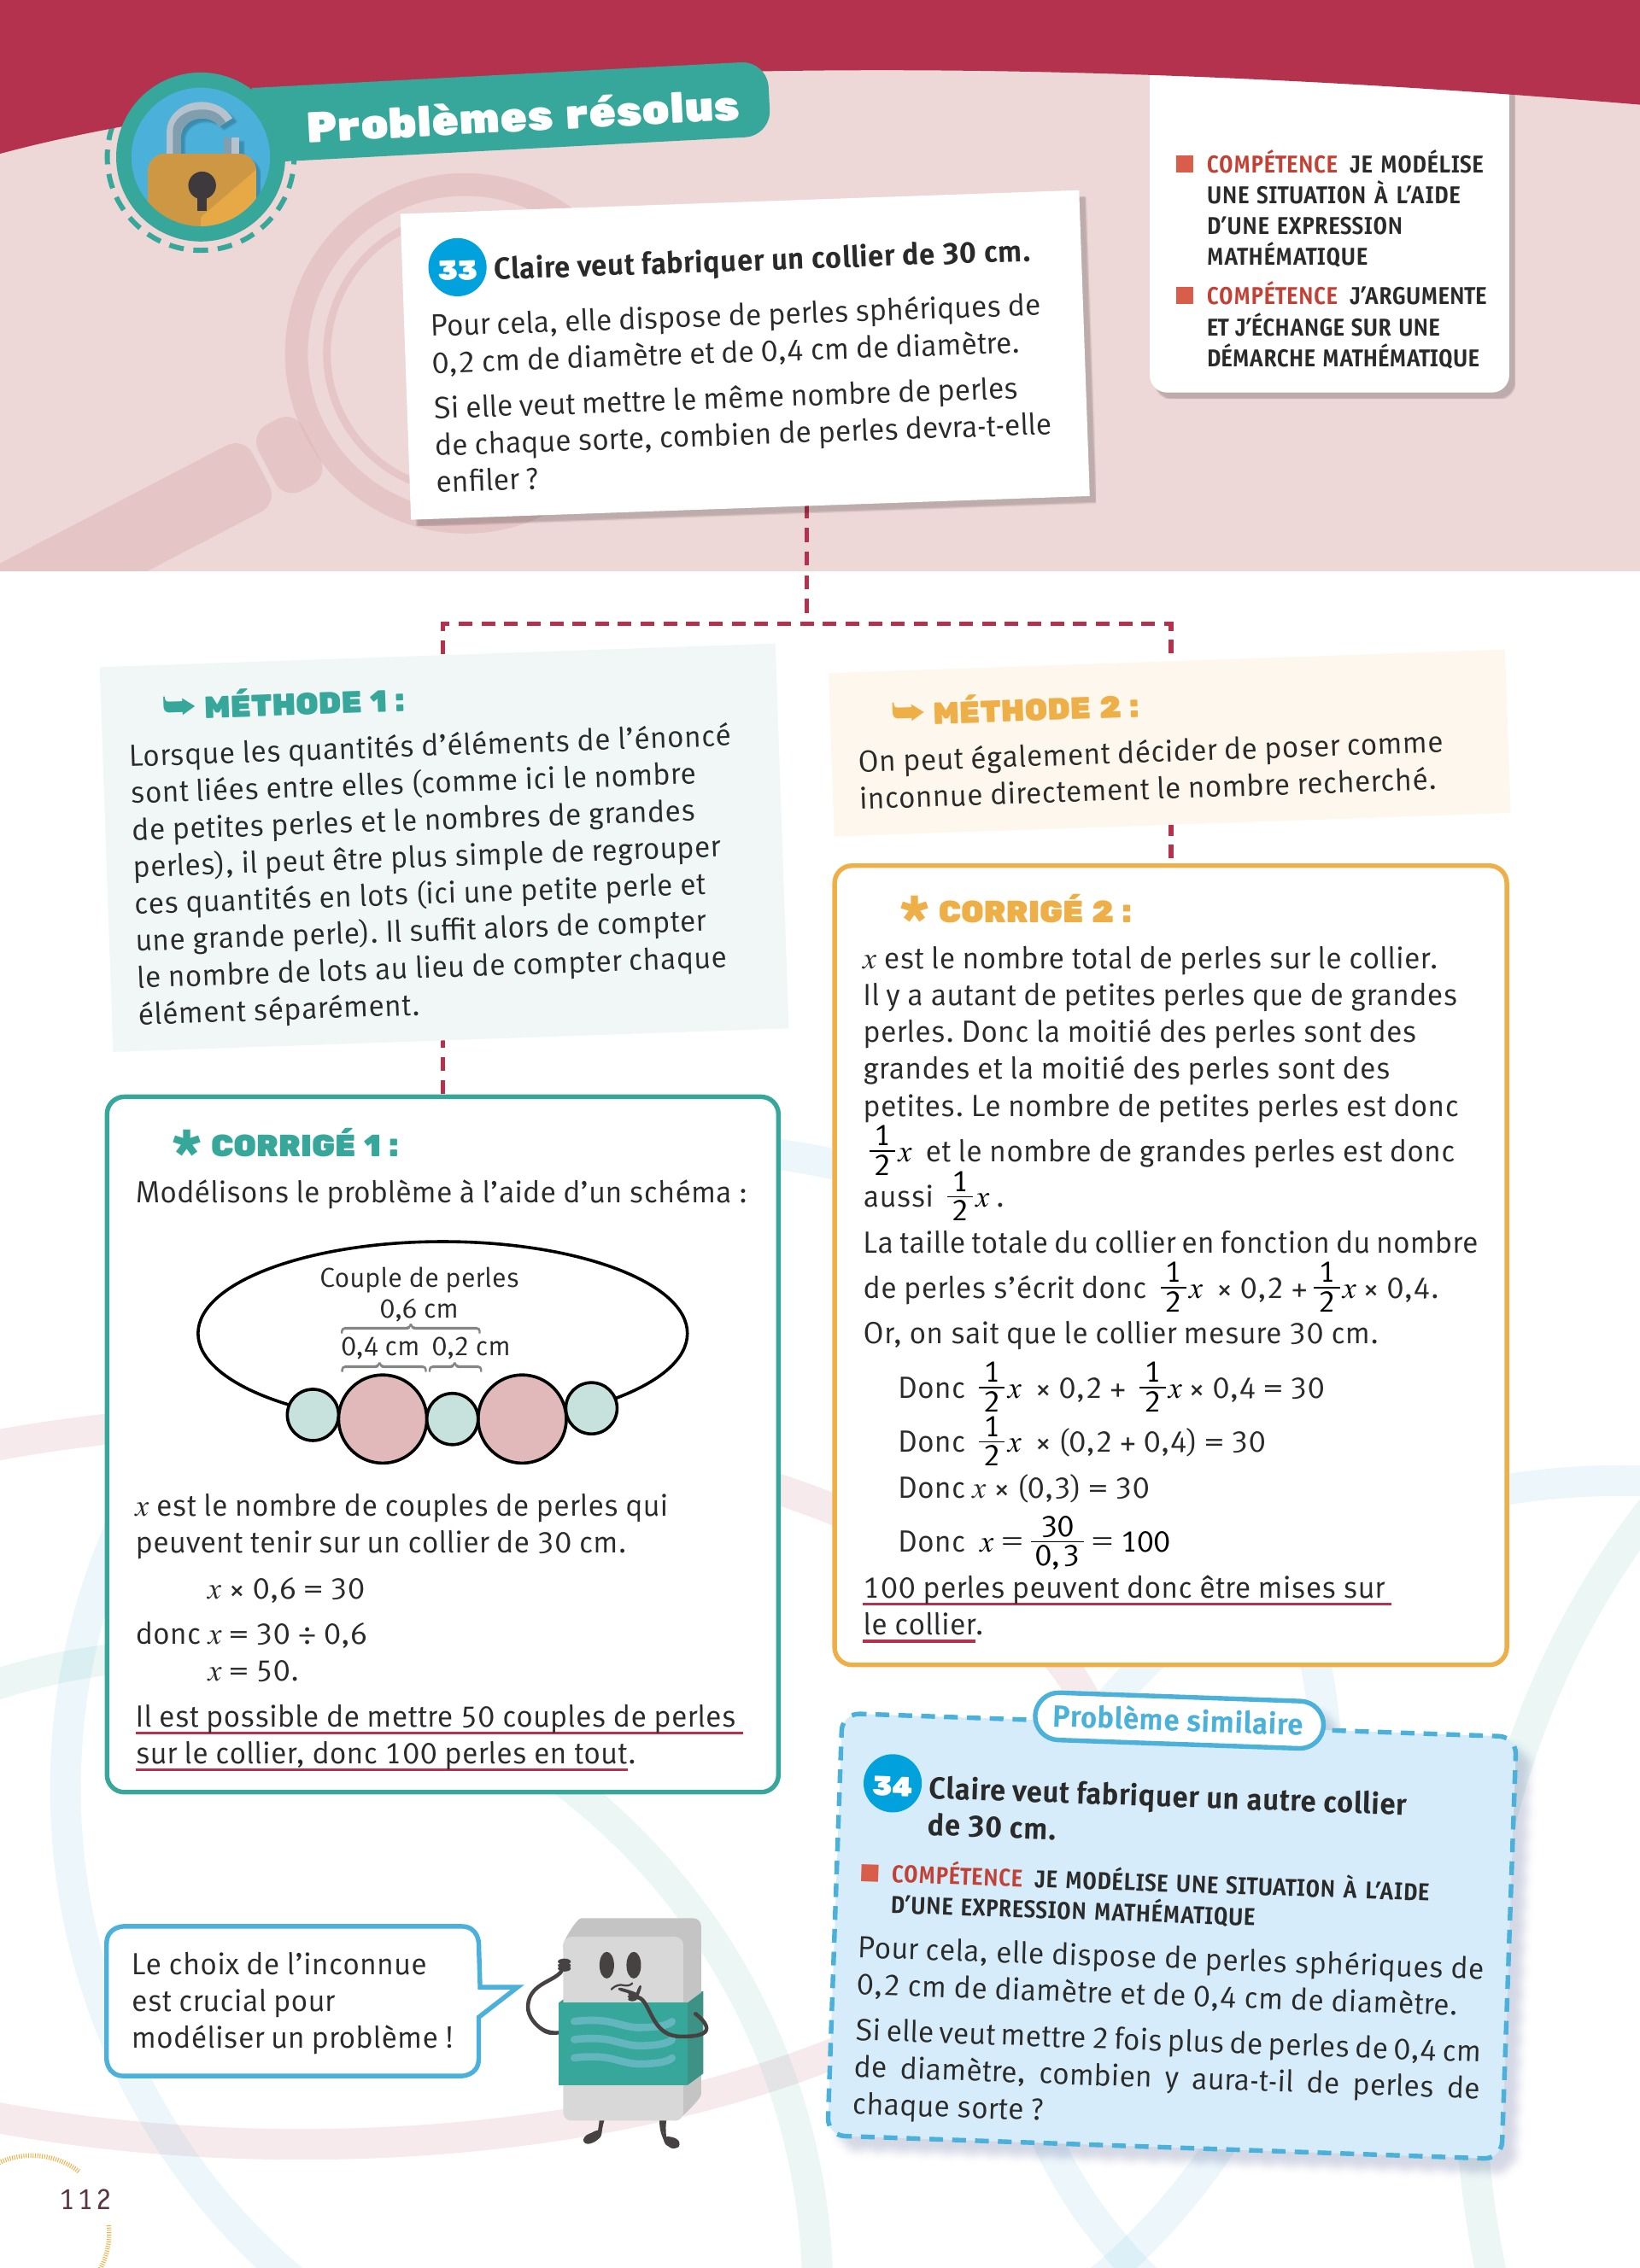 Problèmes résolus
■ COMPÉTENCE JE MODÉLISE
UNE SITUATION À L'AIDE
D'UNE EXPRESSION
MATHÉMATIQUE
■ COMPÉTENCE J'ARGUMENTE
ET J'ÉCHANGE SUR UNE
DÉMARCHE MATHÉMATIQUE
33 Claire veut fabriquer un collier de 30 cm.
Pour cela, elle dispose de perles sphériques de
0,2 cm de diamètre et de 0,4 cm de diamètre.
Si elle veut mettre le même nombre de perles
de chaque sorte, combien de perles devra-t-elle
enfiler ?
➥ MÉTHODE 1 :
Lorsque les quantités d'éléments de l'énoncé
sont liées entre elles (comme ici le nombre
de petites perles et le nombres de grandes
perles), il peut être plus simple de regrouper
ces quantités en lots (ici une petite perle et
une grande perle). Il suffit alors de compter
le nombre de lots au lieu de compter chaque
élément séparément.
* CORRIGÉ 1 :
Modélisons le problème à l'aide d'un schéma :
Couple de perles
0,6 cm
0,4 cm 0,2 cm
x est le nombre de couples de perles qui
peuvent tenir sur un collier de 30 cm.
x × 0,6 = 30
donc x = 30 ÷ 0,6
x = 50.
Il est possible de mettre 50 couples de perles
sur le collier, donc 100 perles en tout.
➥ MÉTHODE 2 :
On peut également décider de poser comme
inconnue directement le nombre recherché.
* CORRIGÉ 2 :
x est le nombre total de perles sur le collier.
Il y a autant de petites perles que de grandes
perles. Donc la moitié des perles sont des
grandes et la moitié des perles sont des
petites. Le nombre de petites perles est donc
1/2 x et le nombre de grandes perles est donc
aussi 1/2 x .
La taille totale du collier en fonction du nombre
de perles s'écrit donc 1/2 x × 0,2 + 1/2 x × 0,4.
Or, on sait que le collier mesure 30 cm.
Donc 1/2 x × 0,2 + 1/2 x × 0,4 = 30
Donc 1/2 x × (0,2 + 0,4) = 30
Donc x × (0,3) = 30
Donc x = 30/0,3 = 100
100 perles peuvent donc être mises sur
le collier.
Problème similaire
34 Claire veut fabriquer un autre collier
de 30 cm.
■ COMPÉTENCE JE MODÉLISE UNE SITUATION À L'AIDE
D'UNE EXPRESSION MATHÉMATIQUE
Pour cela, elle dispose de perles sphériques de
0,2 cm de diamètre et de 0,4 cm de diamètre.
Si elle veut mettre 2 fois plus de perles de 0,4 cm
de diamètre, combien y aura-t-il de perles de
chaque sorte ?
Le choix de l'inconnue
est crucial pour
modéliser un problème !
112